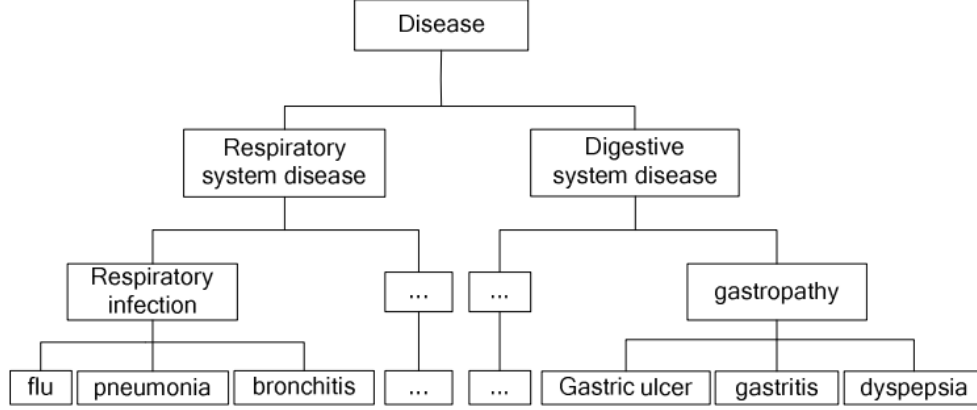 Disease
Respiratory
system disease
Digestive
system disease
Respiratory
infection
...
...
gastropathy
flu
pneumonia
bronchitis
...
...
Gastric ulcer
gastritis
dyspepsia